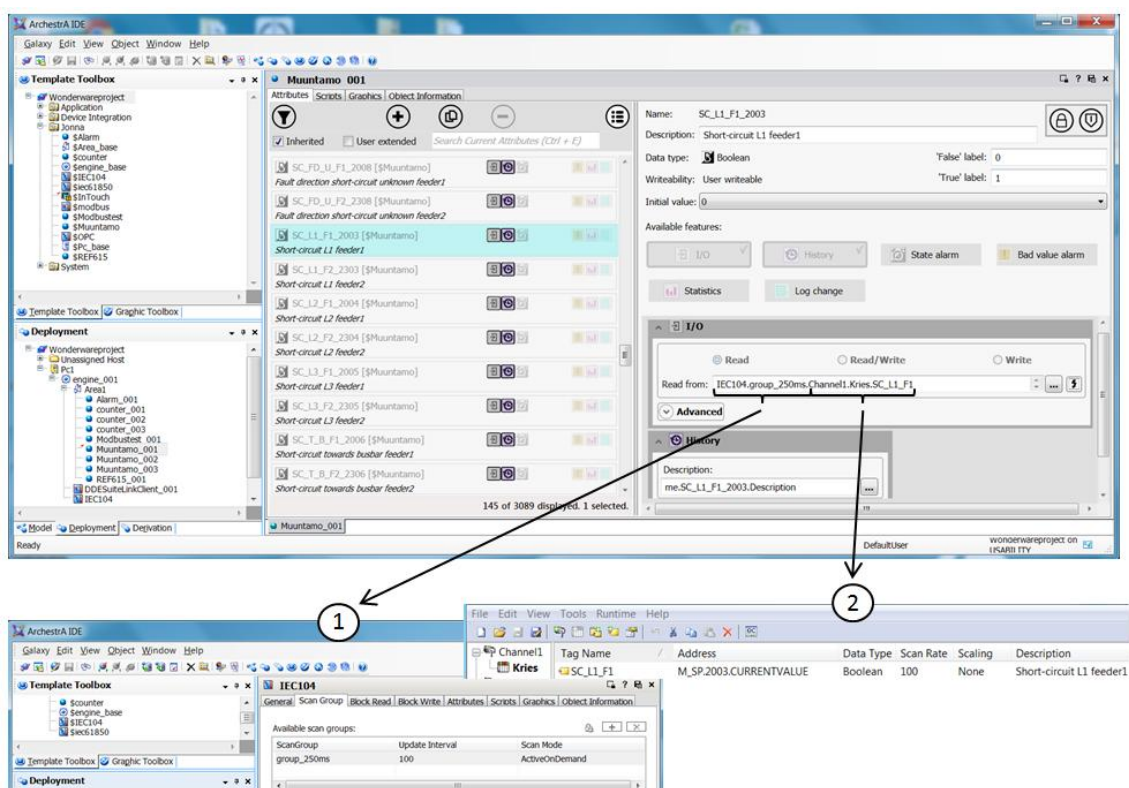 ArchestrA IDE
Galaxy Edit View Object Window Help
Template Toolbox
Wonderwareproject
Application
Device Integration
Jonna
$Alarm
$Area_base
$counter
$engine_base
$IEC104
$iec61850
$InTouch
$modbus
$Modbustest
$Muuntamo
$OPC
$Pc_base
$REF615
System
Template Toolbox Graphic Toolbox
Deployment
Wonderwareproject
Unassigned Host
Pc1
engine_001
Area1
Alarm_001
counter_001
counter_002
counter_003
Modbustest_001
Muuntamo_001
Muuntamo_002
Muuntamo_003
REF615_001
DDESuiteLinkClient_001
IEC104
Model Deployment Derivation
Ready
Muuntamo_001
Attributes Scripts Graphics Object Information
Inherited User extended Search Current Attributes (Ctrl + E)
SC_FD_U_F1_2008 [$Muuntamo]
Fault direction short-circuit unknown feeder1
SC_FD_U_F2_2308 [$Muuntamo]
Fault direction short-circuit unknown feeder2
SC_L1_F1_2003 [$Muuntamo]
Short-circuit L1 feeder1
SC_L1_F2_2303 [$Muuntamo]
Short-circuit L1 feeder2
SC_L2_F1_2004 [$Muuntamo]
Short-circuit L2 feeder1
SC_L2_F2_2304 [$Muuntamo]
Short-circuit L2 feeder2
SC_L3_F1_2005 [$Muuntamo]
Short-circuit L3 feeder1
SC_L3_F2_2305 [$Muuntamo]
Short-circuit L3 feeder2
SC_T_B_F1_2006 [$Muuntamo]
Short-circuit towards busbar feeder1
SC_T_B_F2_2306 [$Muuntamo]
Short-circuit towards busbar feeder2
145 of 3089 displayed. 1 selected.
Muuntamo_001
Name: SC_L1_F1_2003
Description: Short-circuit L1 feeder1
Data type: Boolean 'False' label: 0
Writeability: User writeable 'True' label: 1
Initial value: 0
Available features:
I/O History State alarm Bad value alarm
Statistics Log change
I/O
Read Read/Write Write
Read from: IEC104.group_250ms.Channel1.Kries.SC_L1_F1
Advanced
History
Description:
me.SC_L1_F1_2003.Description
DefaultUser
wonderwareproject on
USABILITY
1
2
ArchestrA IDE
Galaxy Edit View Object Window Help
Template Toolbox
$counter
$engine_base
$IEC104
$iec61850
Template Toolbox Graphic Toolbox
Deployment
IEC104
General Scan Group Block Read Block Write Attributes Scripts Graphics Object Information
Available scan groups:
ScanGroup Update Interval Scan Mode
group_250ms 100 ActiveOnDemand
File Edit View Tools Runtime Help
Channel1
Kries
Tag Name Address Data Type Scan Rate Scaling Description
SC_L1_F1 M_SP.2003.CURRENTVALUE Boolean 100 None Short-circuit L1 feeder1